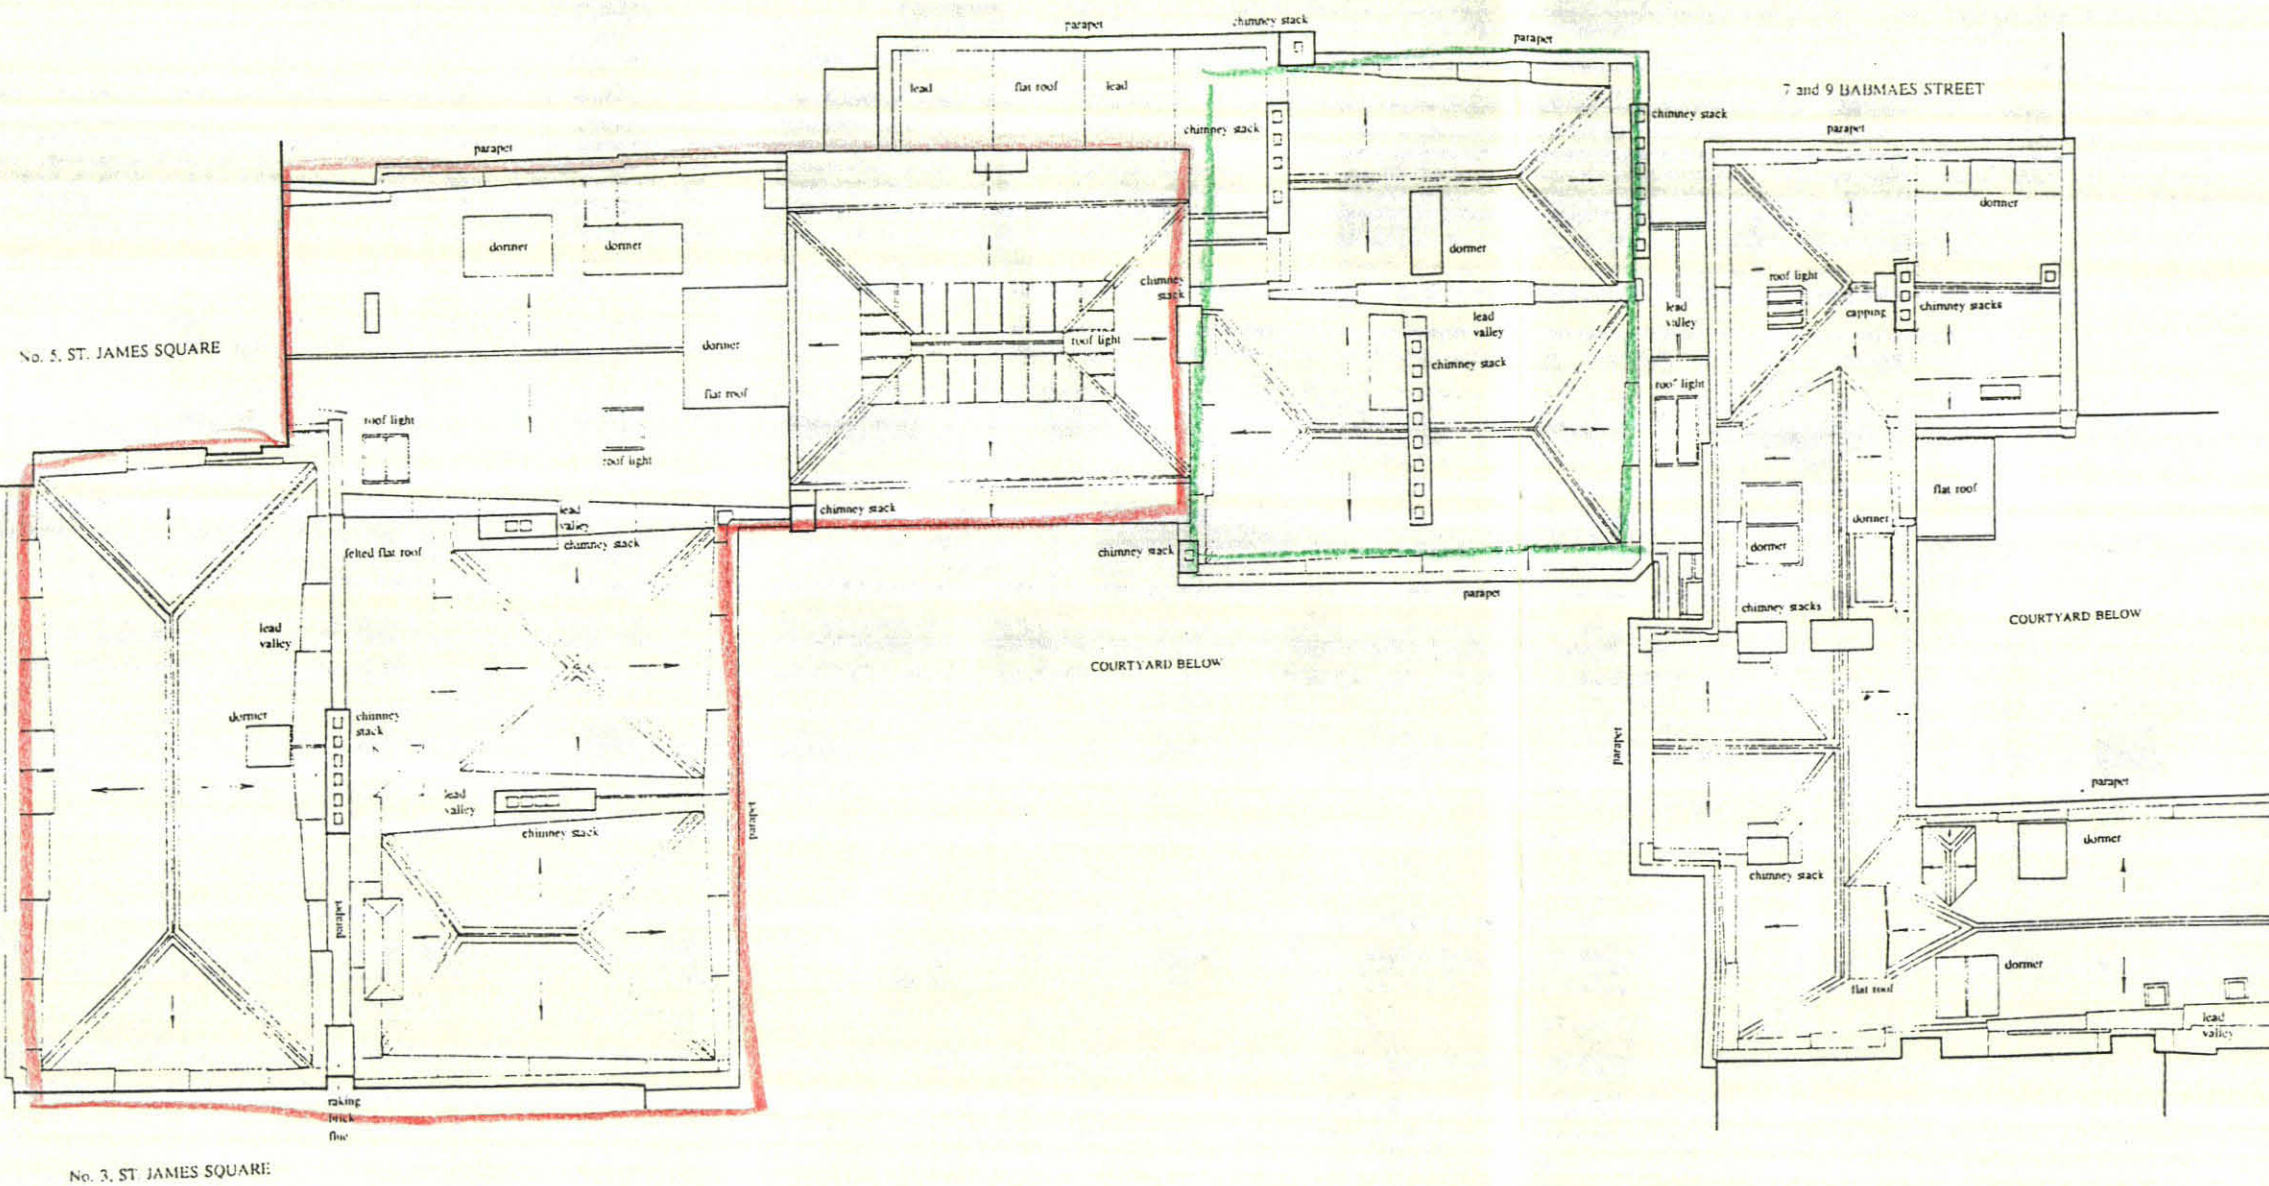 parapet
chimney stack
parapet
lead
flat roof
lead
7 and 9 BABMAES STREET
chimney stack
chimney stack
parapet
parapet
dormer
dormer
dormer
dormer
chimney
stack
roof light
capping
chimney stacks
lead
valley
lead
valley
No. 5, ST. JAMES SQUARE
dormer
roof light
chimney stack
flat roof
roof light
roof light
roof light
flat roof
chimney stack
lead
valley
chimney stack
felted flat roof
chimney stack
dormer
dormer
parapet
chimney stacks
COURTYARD BELOW
lead
valley
COURTYARD BELOW
dormer
chimney
stack
parapet
parapet
lead
valley
chimney stack
parapet
dormer
chimney stack
parapet
dormer
flat roof
lead
valley
raking
brick
flue
No. 3, ST. JAMES SQUARE